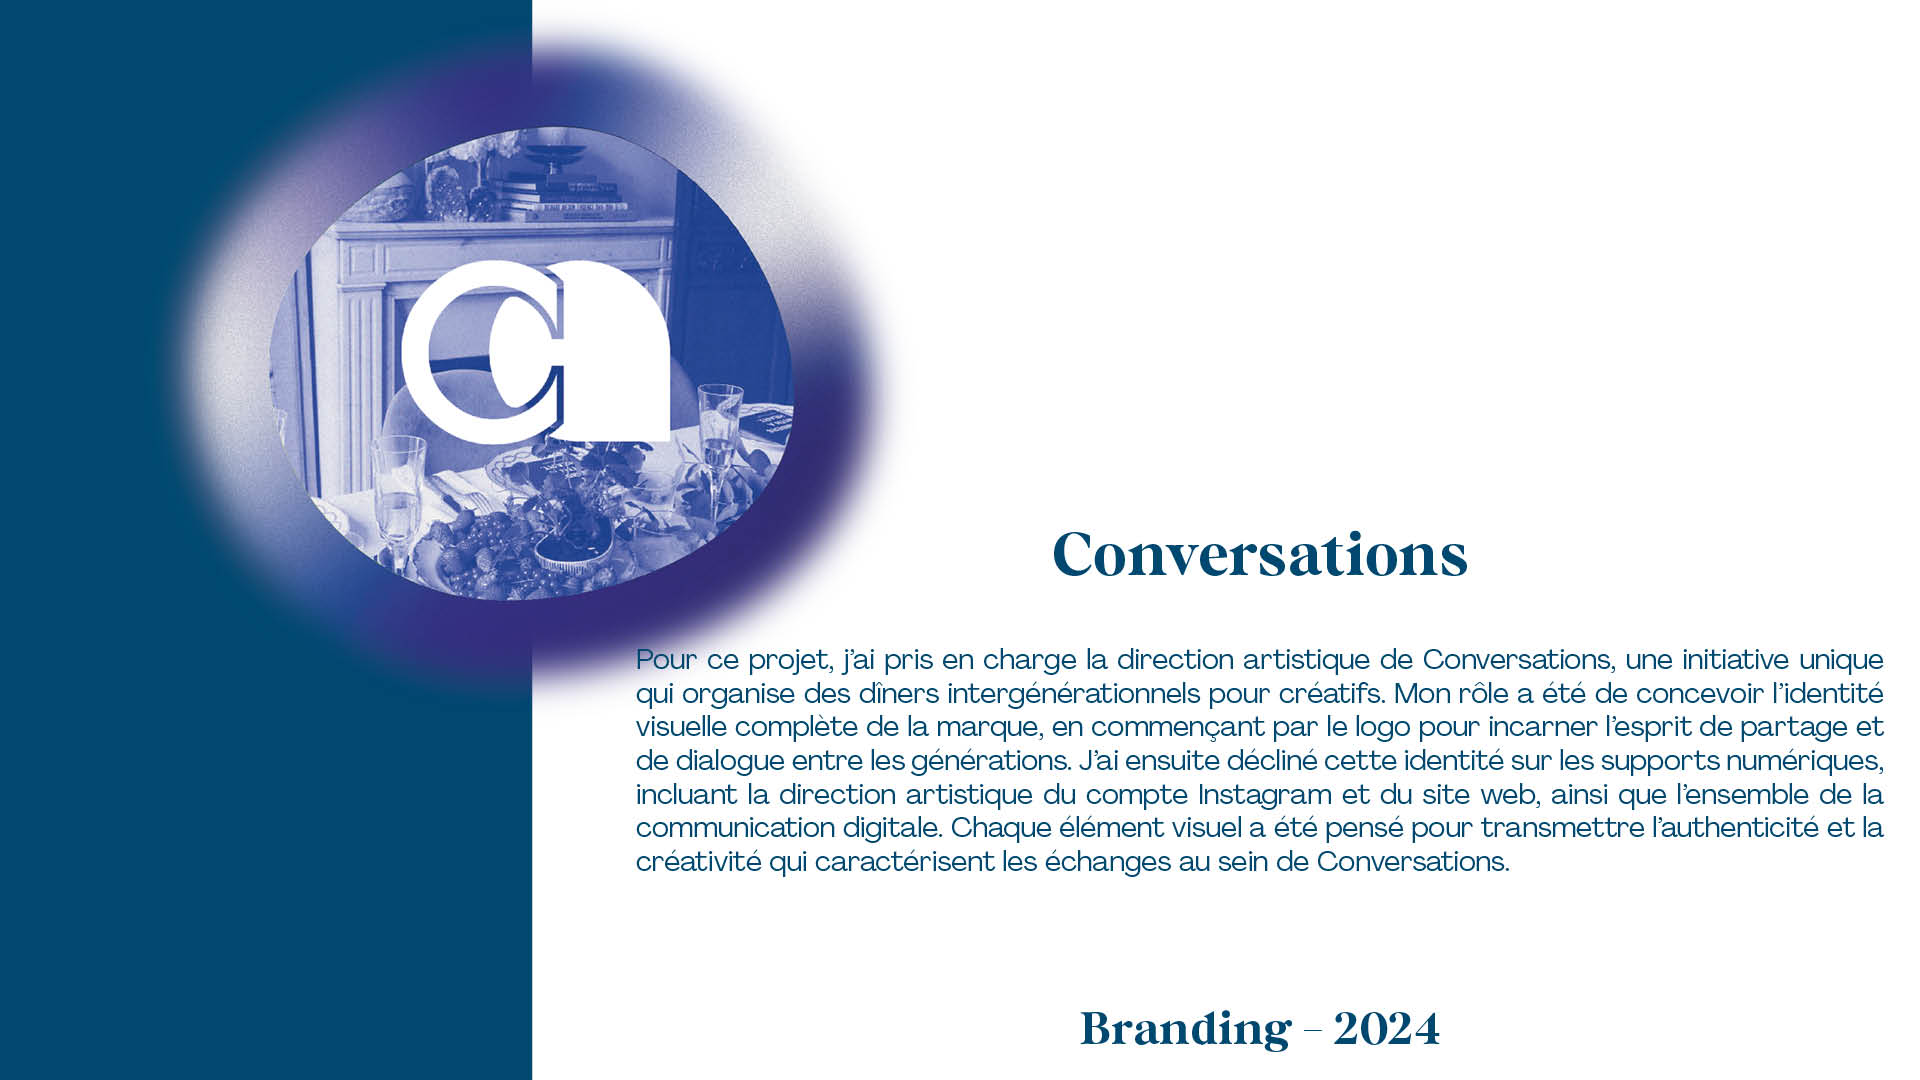 Conversations
Pour ce projet, j’ai pris en charge la direction artistique de Conversations, une initiative unique
qui organise des dîners intergénérationnels pour créatifs. Mon rôle a été de concevoir l’identité
visuelle complète de la marque, en commençant par le logo pour incarner l’esprit de partage et
de dialogue entre les générations. J’ai ensuite décliné cette identité sur les supports numériques,
incluant la direction artistique du compte Instagram et du site web, ainsi que l’ensemble de la
communication digitale. Chaque élément visuel a été pensé pour transmettre l’authenticité et la
créativité qui caractérisent les échanges au sein de Conversations.
Branding – 2024